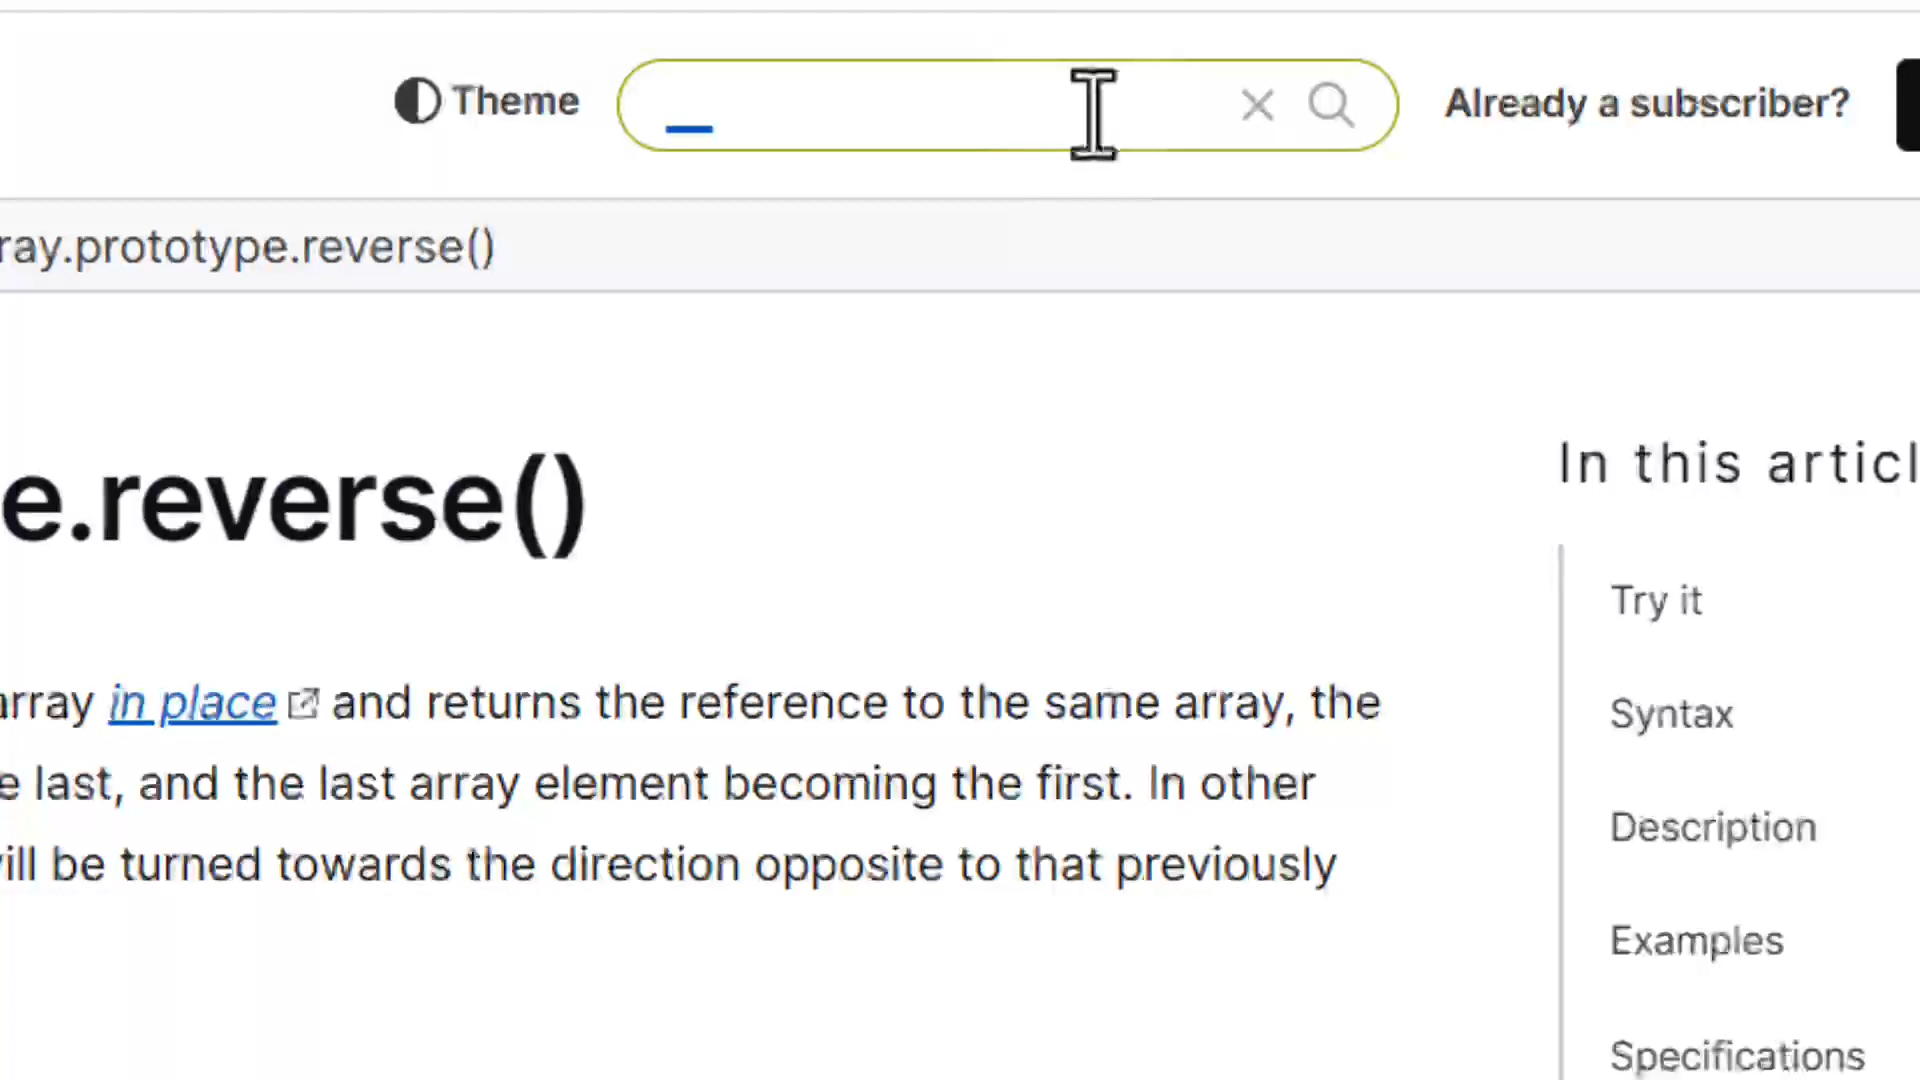 Theme
Already a subscriber?
ray.prototype.reverse()
e.reverse()
In this articl
array in place and returns the reference to the same array, the
e last, and the last array element becoming the first. In other
ill be turned towards the direction opposite to that previously
Try it
Syntax
Description
Examples
Specifications